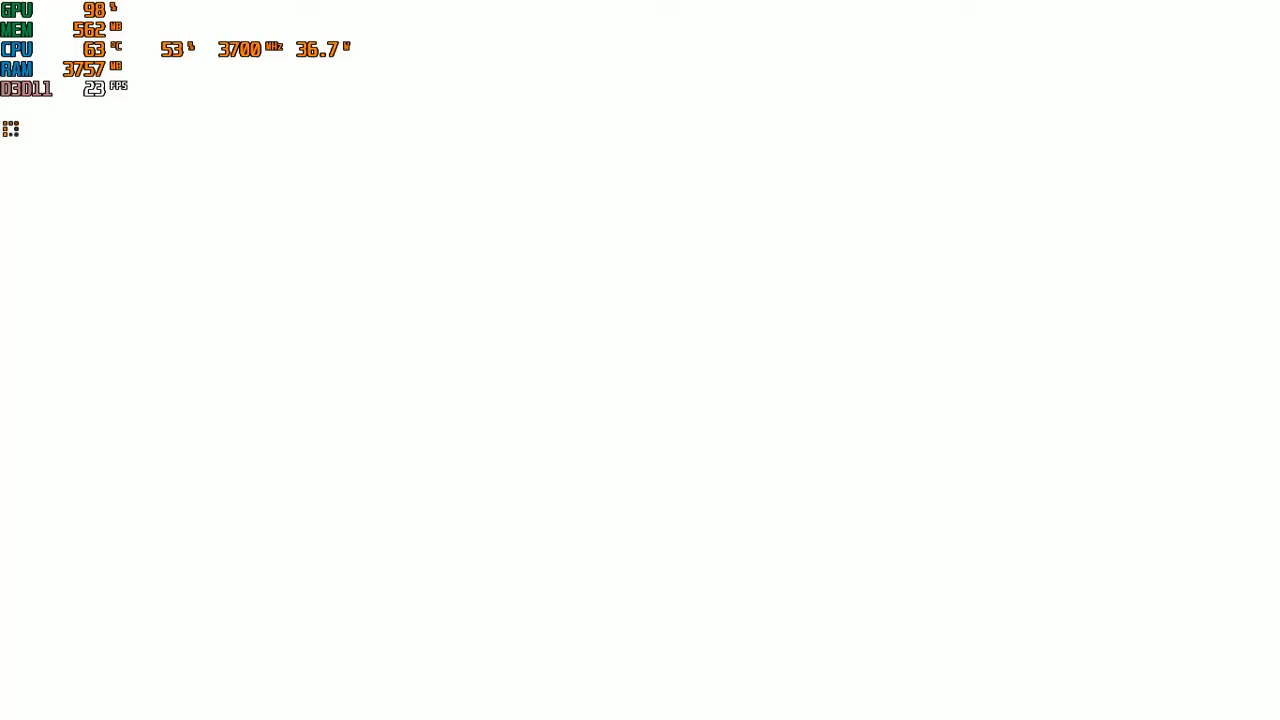 GPU 98 %
MEM 562 MB
CPU 63 °C 53 % 3700 MHz 36.7 W
RAM 3757 MB
D3D11 23 FPS